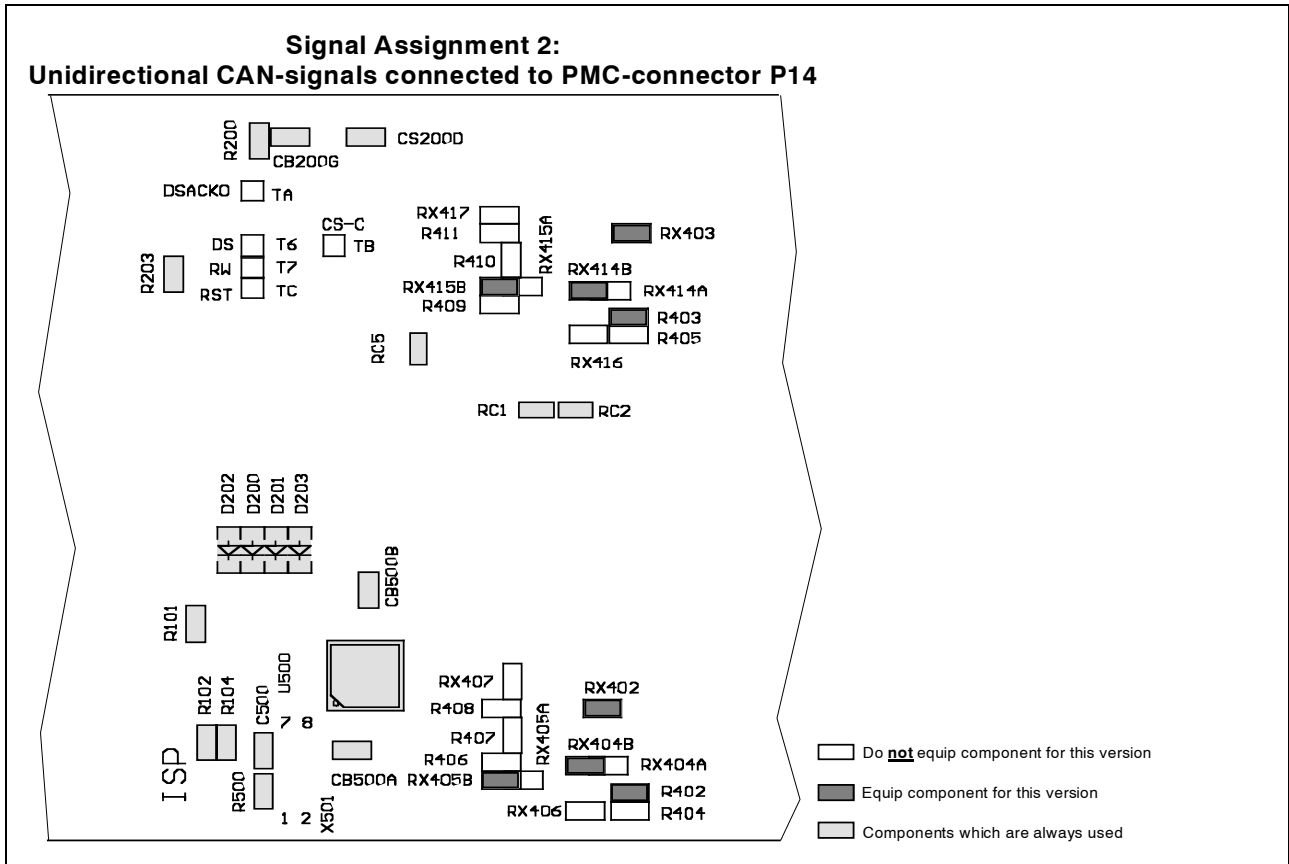 Signal Assignment 2:
Unidirectional CAN-signals connected to PMC-connector P14
R200
CB200G
CS200D
DSACK0
TA
CS-C
TB
DS
T6
RW
T7
RST
TC
R203
RX417
R411
R410
RX415A
RX415B
R409
RX403
RX414B
RX414A
R403
R405
RX416
RC5
RC1
RC2
D202
D200
D201
D203
CB500B
R101
R102
R104
U500
C500
7 8
ISP
R500
1 2
X501
CB500A
RX407
R408
R407
RX405A
R406
RX405B
RX402
RX404B
RX404A
R402
RX406
R404
Do not equip component for this version
Equip component for this version
Components which are always used